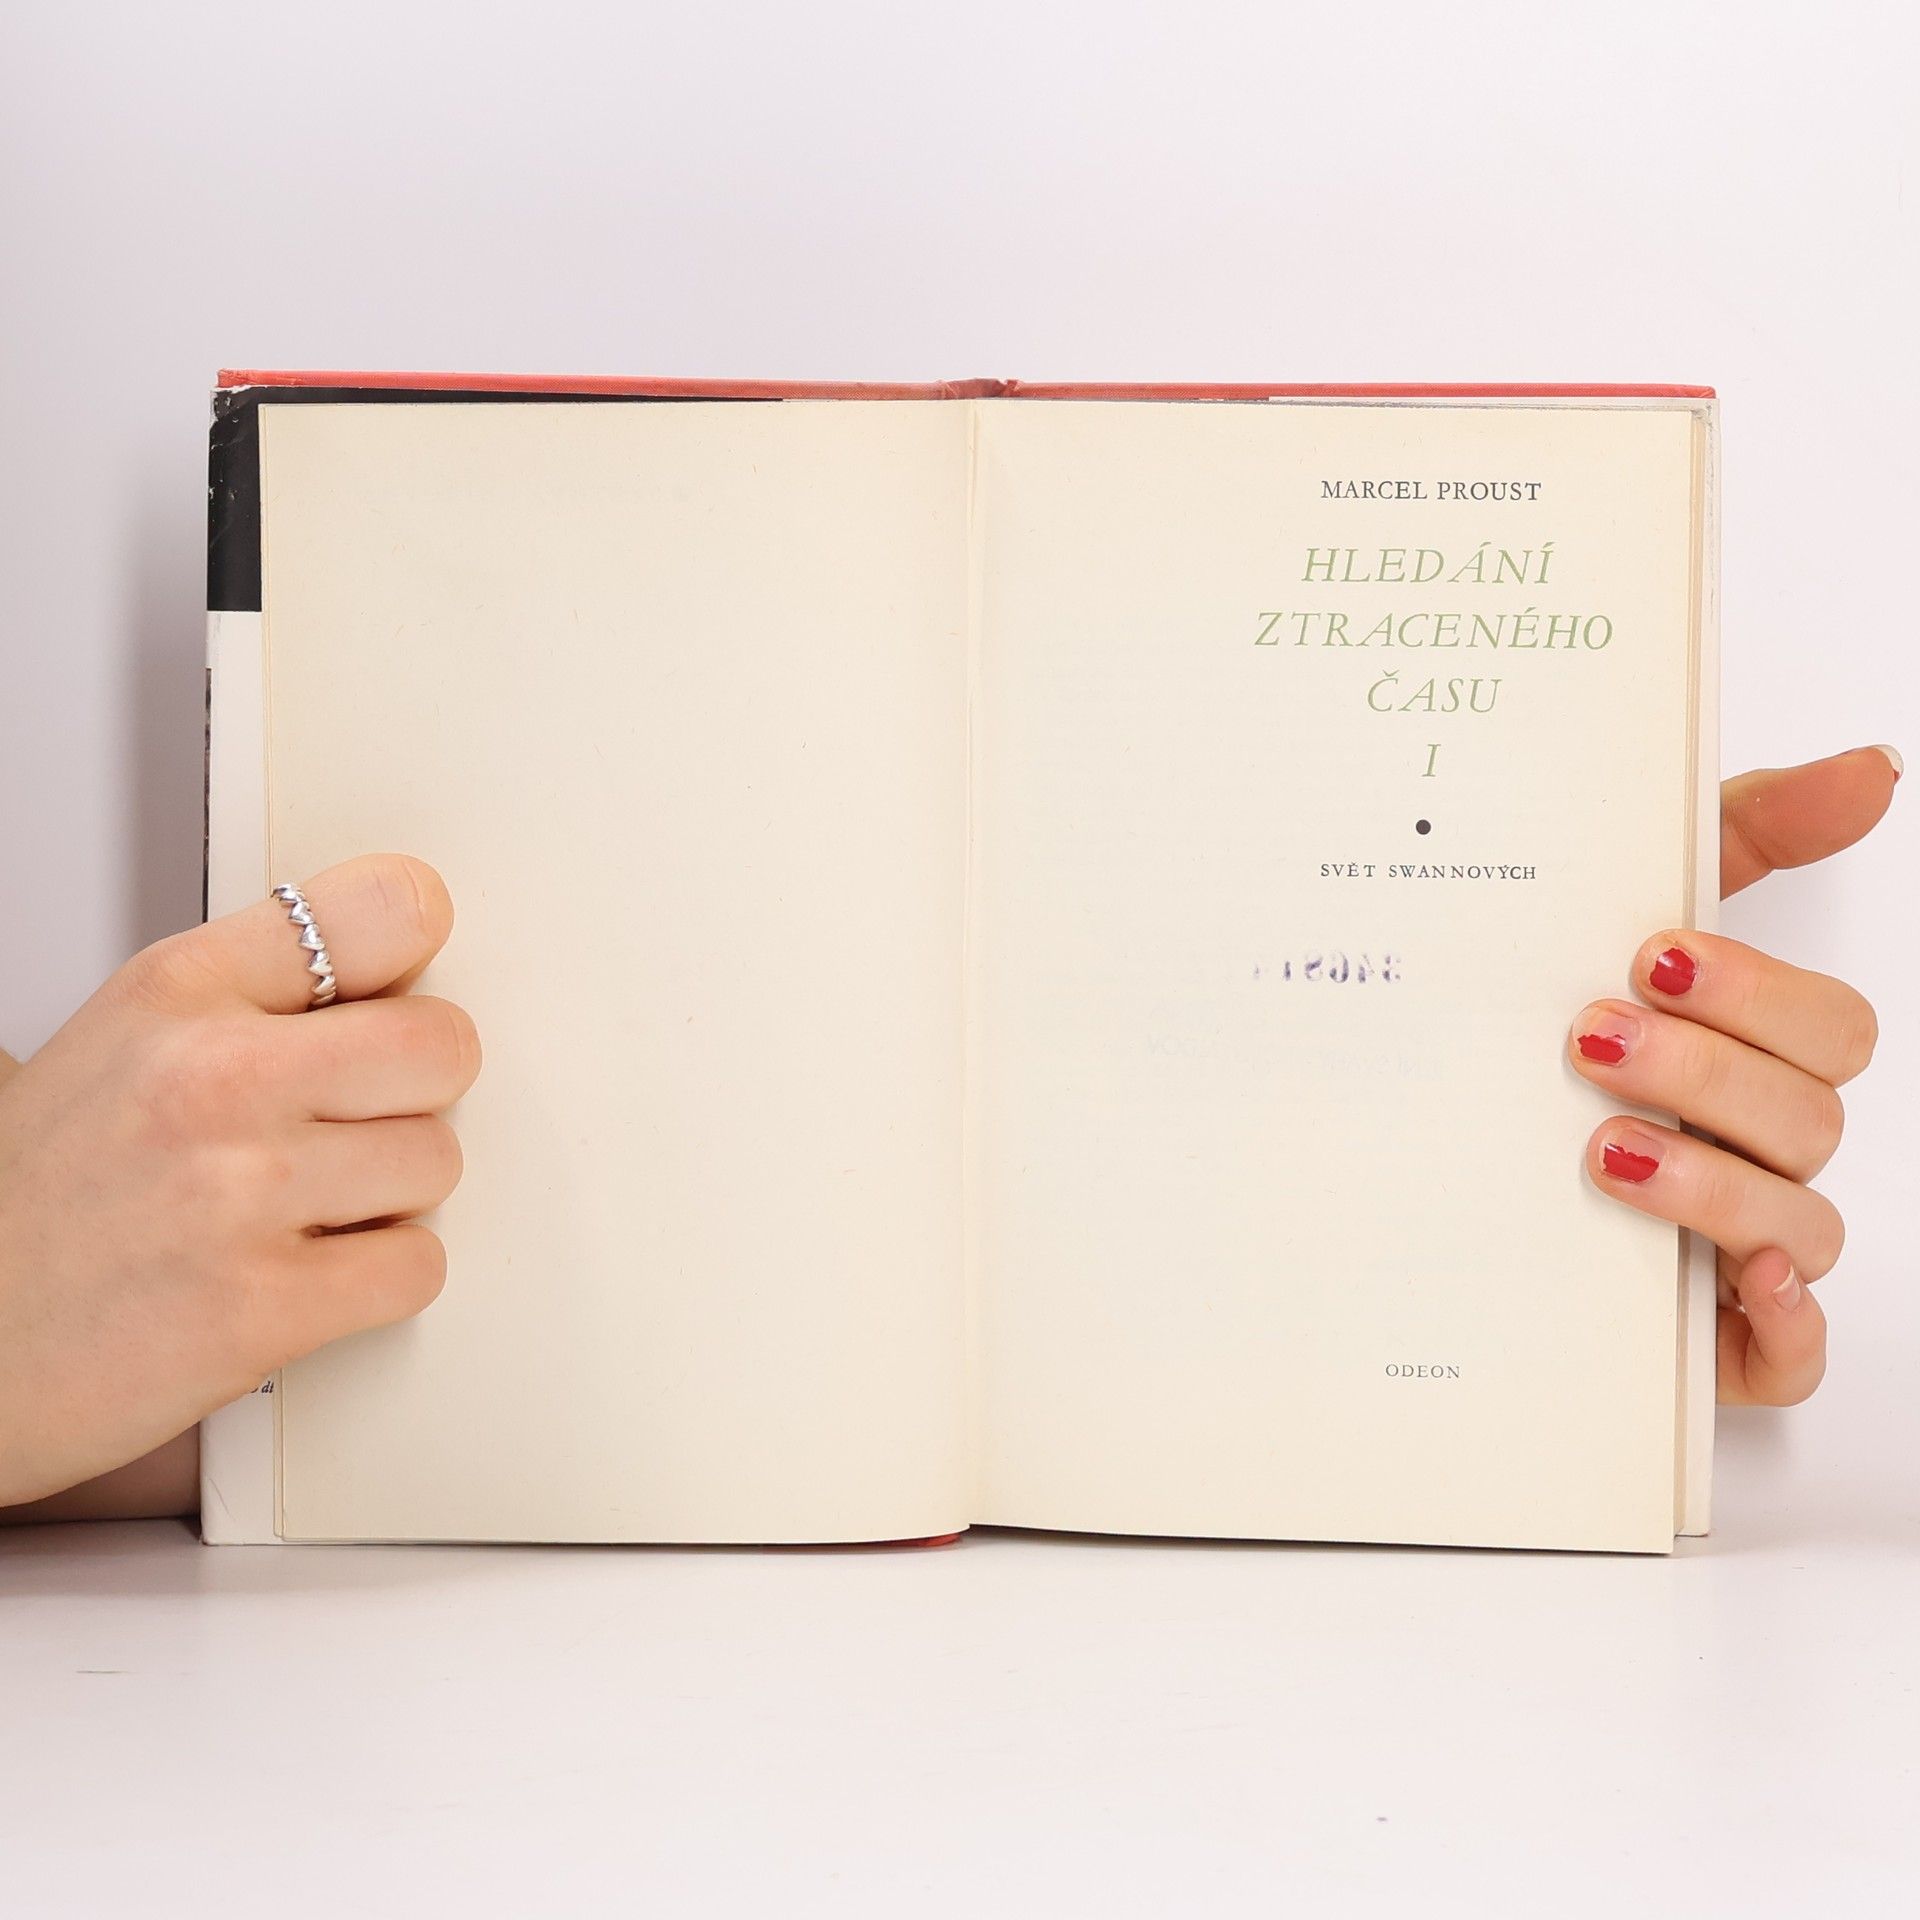 MARCEL PROUST
HLEDÁNÍ
ZTRACENÉHO
ČASU
I
SVĚT SWANNOVÝCH
ODEON